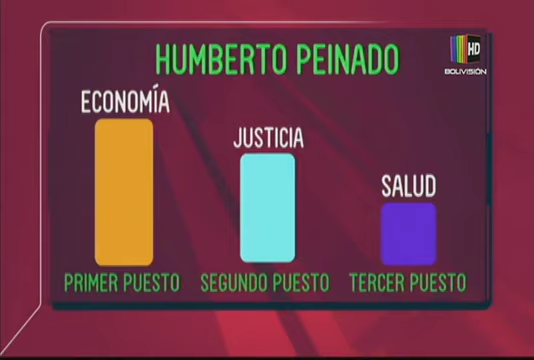 HUMBERTO PEINADO
HD
BOLIVISIÓN
ECONOMÍA
JUSTICIA
SALUD
PRIMER PUESTO
SEGUNDO PUESTO
TERCER PUESTO